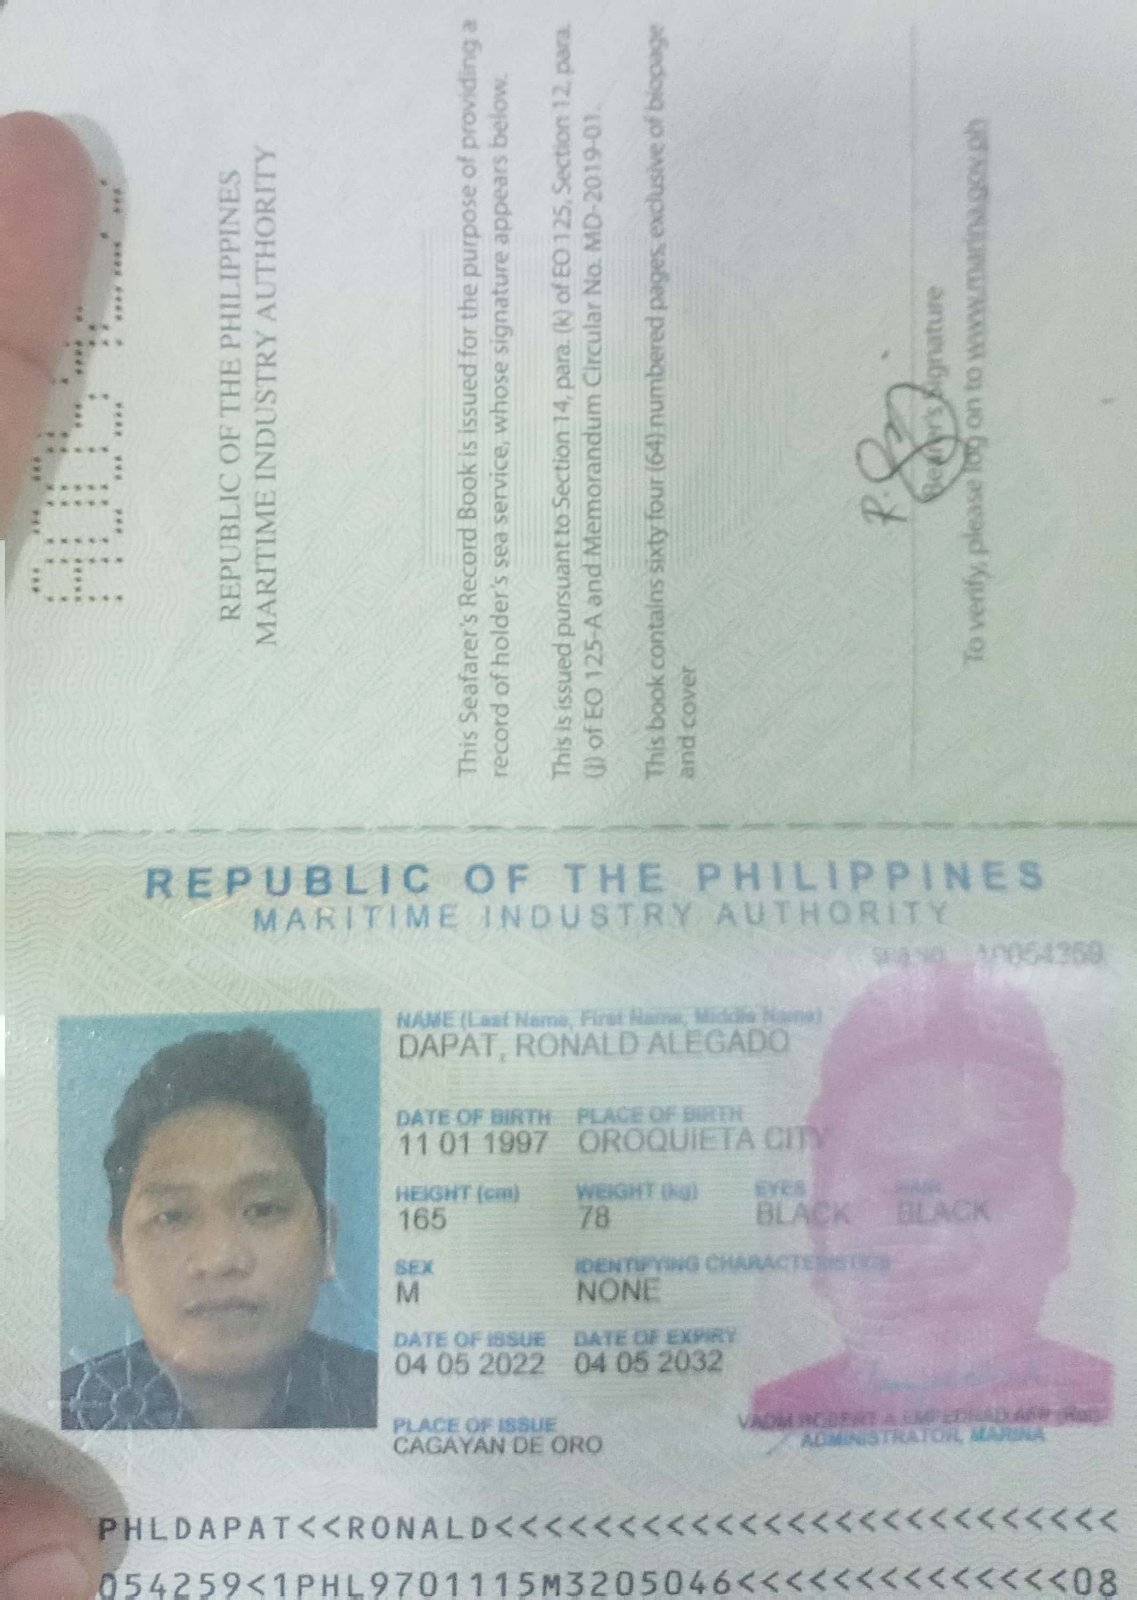 REPUBLIC OF THE PHILIPPINES
MARITIME INDUSTRY AUTHORITY
This Seafarer's Record Book is issued for the purpose of providing a
record of holder's sea service, whose signature appears below.
This is issued pursuant to Section 14, para. (k) of EO 125, Section 12, para.
(j) of EO 125-A and Memorandum Circular No. MD-2019-01.
This book contains sixty four (64) numbered pages, exclusive of biopage
and cover
Bearer's Signature
To verify, please log on to www.marina.gov.ph
REPUBLIC OF THE PHILIPPINES
MARITIME INDUSTRY AUTHORITY
SRB NO.
NAME (Last Name, First Name, Middle Name)
DAPAT, RONALD ALEGADO
DATE OF BIRTH PLACE OF BIRTH
11 01 1997 OROQUIETA CITY
HEIGHT (cm) WEIGHT (kg) EYES HAIR
165 78 BLACK BLACK
SEX IDENTIFYING CHARACTERISTICS
M NONE
DATE OF ISSUE DATE OF EXPIRY
04 05 2022 04 05 2032
PLACE OF ISSUE
CAGAYAN DE ORO
VADM ROBERT A EMPEDRAD AFP (Ret)
ADMINISTRATOR, MARINA
PHLDAPAT<<RONALD<<<<<<<<<<<<<<<<<<<<<<<<<<
054259<1PHL9701115M3205046<<<<<<<<<<<<<<<08